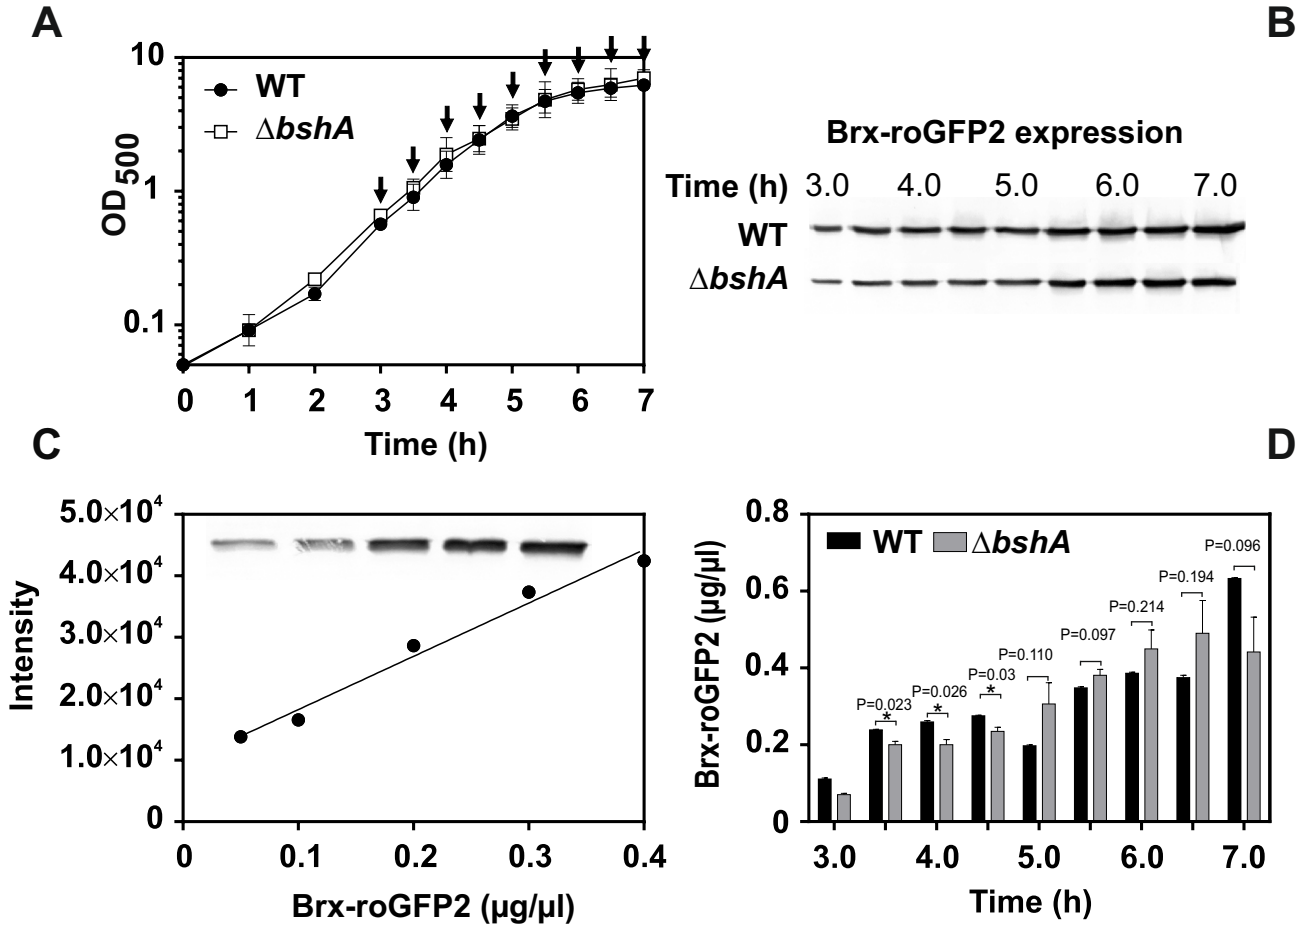 A
10
WT
ΔbshA
1
0.1
OD500
0 1 2 3 4 5 6 7
Time (h)
B
Brx-roGFP2 expression
Time (h) 3.0 4.0 5.0 6.0 7.0
WT
ΔbshA
C
5.0×10⁴
4.0×10⁴
3.0×10⁴
2.0×10⁴
1.0×10⁴
0
Intensity
0 0.1 0.2 0.3 0.4
Brx-roGFP2 (µg/µl)
D
0.8
0.6
0.4
0.2
0
Brx-roGFP2 (µg/µl)
WT ΔbshA
P=0.096
P=0.194
P=0.214
P=0.097
P=0.110
P=0.03
*
P=0.026
*
P=0.023
*
3.0 4.0 5.0 6.0 7.0
Time (h)